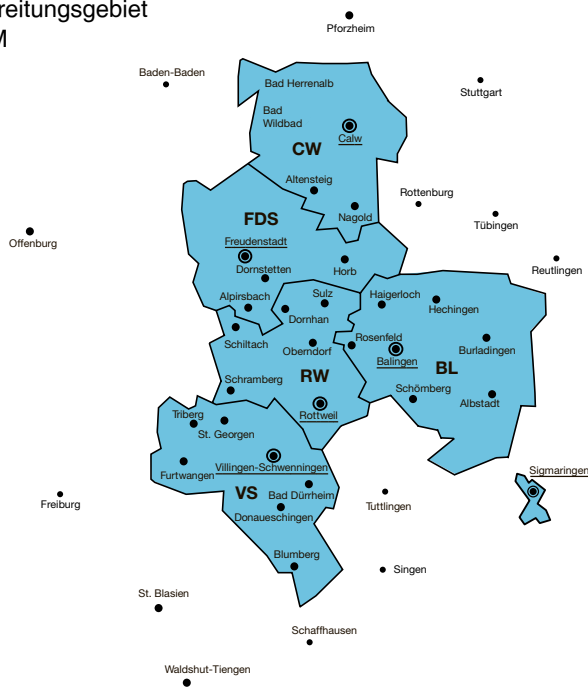 reitungsgebiet
M
Pforzheim
Baden-Baden
Bad Herrenalb
Stuttgart
Bad
Wildbad
Calw
CW
Altensteig
Rottenburg
Nagold
FDS
Tübingen
Offenburg
Freudenstadt
Dornstetten
Horb
Reutlingen
Alpirsbach
Sulz
Haigerloch
Hechingen
Dornhan
Schiltach
Oberndorf
Rosenfeld
Burladingen
Balingen
BL
RW
Schramberg
Schömberg
Albstadt
Rottweil
Triberg
St. Georgen
Villingen-Schwenningen
Sigmaringen
Furtwangen
VS
Bad Dürrheim
Freiburg
Tuttlingen
Donaueschingen
Blumberg
Singen
St. Blasien
Schaffhausen
Waldshut-Tiengen